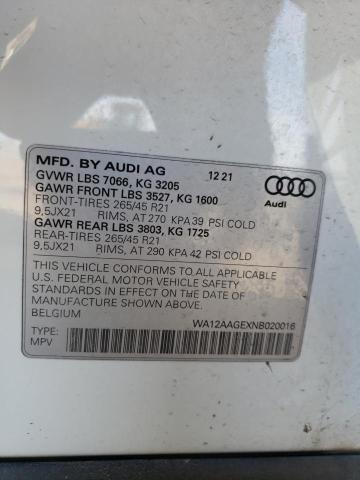 MFD. BY AUDI AG 12 21
GVWR LBS 7066, KG 3205
GAWR FRONT LBS 3527, KG 1600
FRONT-TIRES 265/45 R21
9,5JX21 RIMS, AT 270 KPA 39 PSI COLD
GAWR REAR LBS 3803, KG 1725
REAR-TIRES 265/45 R21
9,5JX21 RIMS, AT 290 KPA 42 PSI COLD
Audi
THIS VEHICLE CONFORMS TO ALL APPLICABLE
U.S. FEDERAL MOTOR VEHICLE SAFETY
STANDARDS IN EFFECT ON THE DATE OF
MANUFACTURE SHOWN ABOVE.
BELGIUM
WA12AAGEXNB020016
TYPE:
MPV